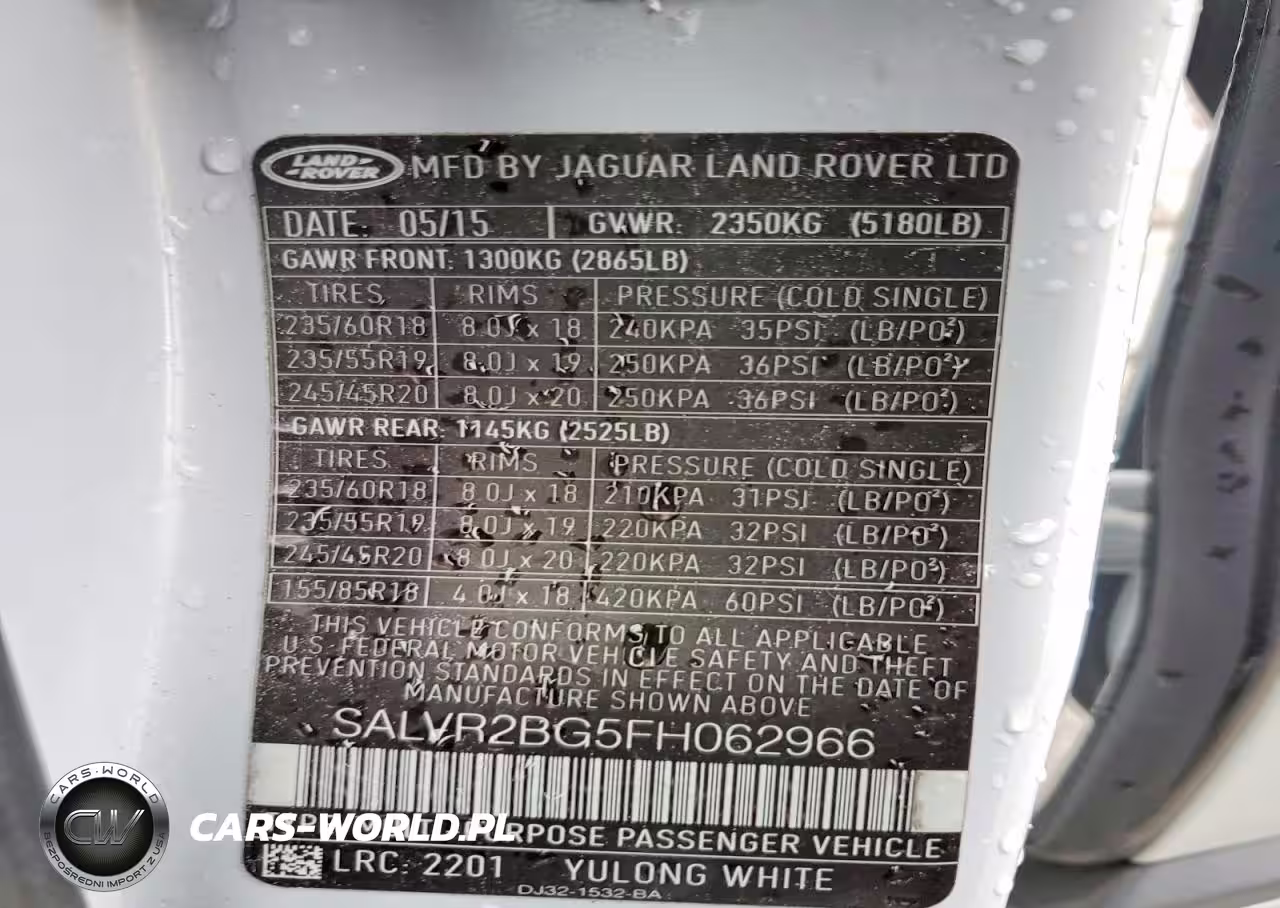 LAND ROVER MFD BY JAGUAR LAND ROVER LTD
DATE: 05/15 GVWR: 2350KG (5180LB)
GAWR FRONT: 1300KG (2865LB)
TIRES RIMS PRESSURE (COLD SINGLE)
235/60R18 8.0J x 18 240KPA 35PSI (LB/PO²)
235/55R19 8.0J x 19 250KPA 36PSI (LB/PO²)
245/45R20 8.0J x 20 250KPA 36PSI (LB/PO²)
GAWR REAR: 1145KG (2525LB)
TIRES RIMS PRESSURE (COLD SINGLE)
235/60R18 8.0J x 18 210KPA 31PSI (LB/PO²)
235/55R19 8.0J x 19 220KPA 32PSI (LB/PO²)
245/45R20 8.0J x 20 220KPA 32PSI (LB/PO²)
155/85R18 4.0J x 18 420KPA 60PSI (LB/PO²)
THIS VEHICLE CONFORMS TO ALL APPLICABLE
U.S. FEDERAL MOTOR VEHICLE SAFETY AND THEFT
PREVENTION STANDARDS IN EFFECT ON THE DATE OF
MANUFACTURE SHOWN ABOVE
SALVR2BG5FH062966
PASSENGER VEHICLE
LRC: 2201 YULONG WHITE
DJ32-1532-BA
CARS-WORLD
CW
BEZPOŚREDNI IMPORT Z USA
CARS-WORLD.PL